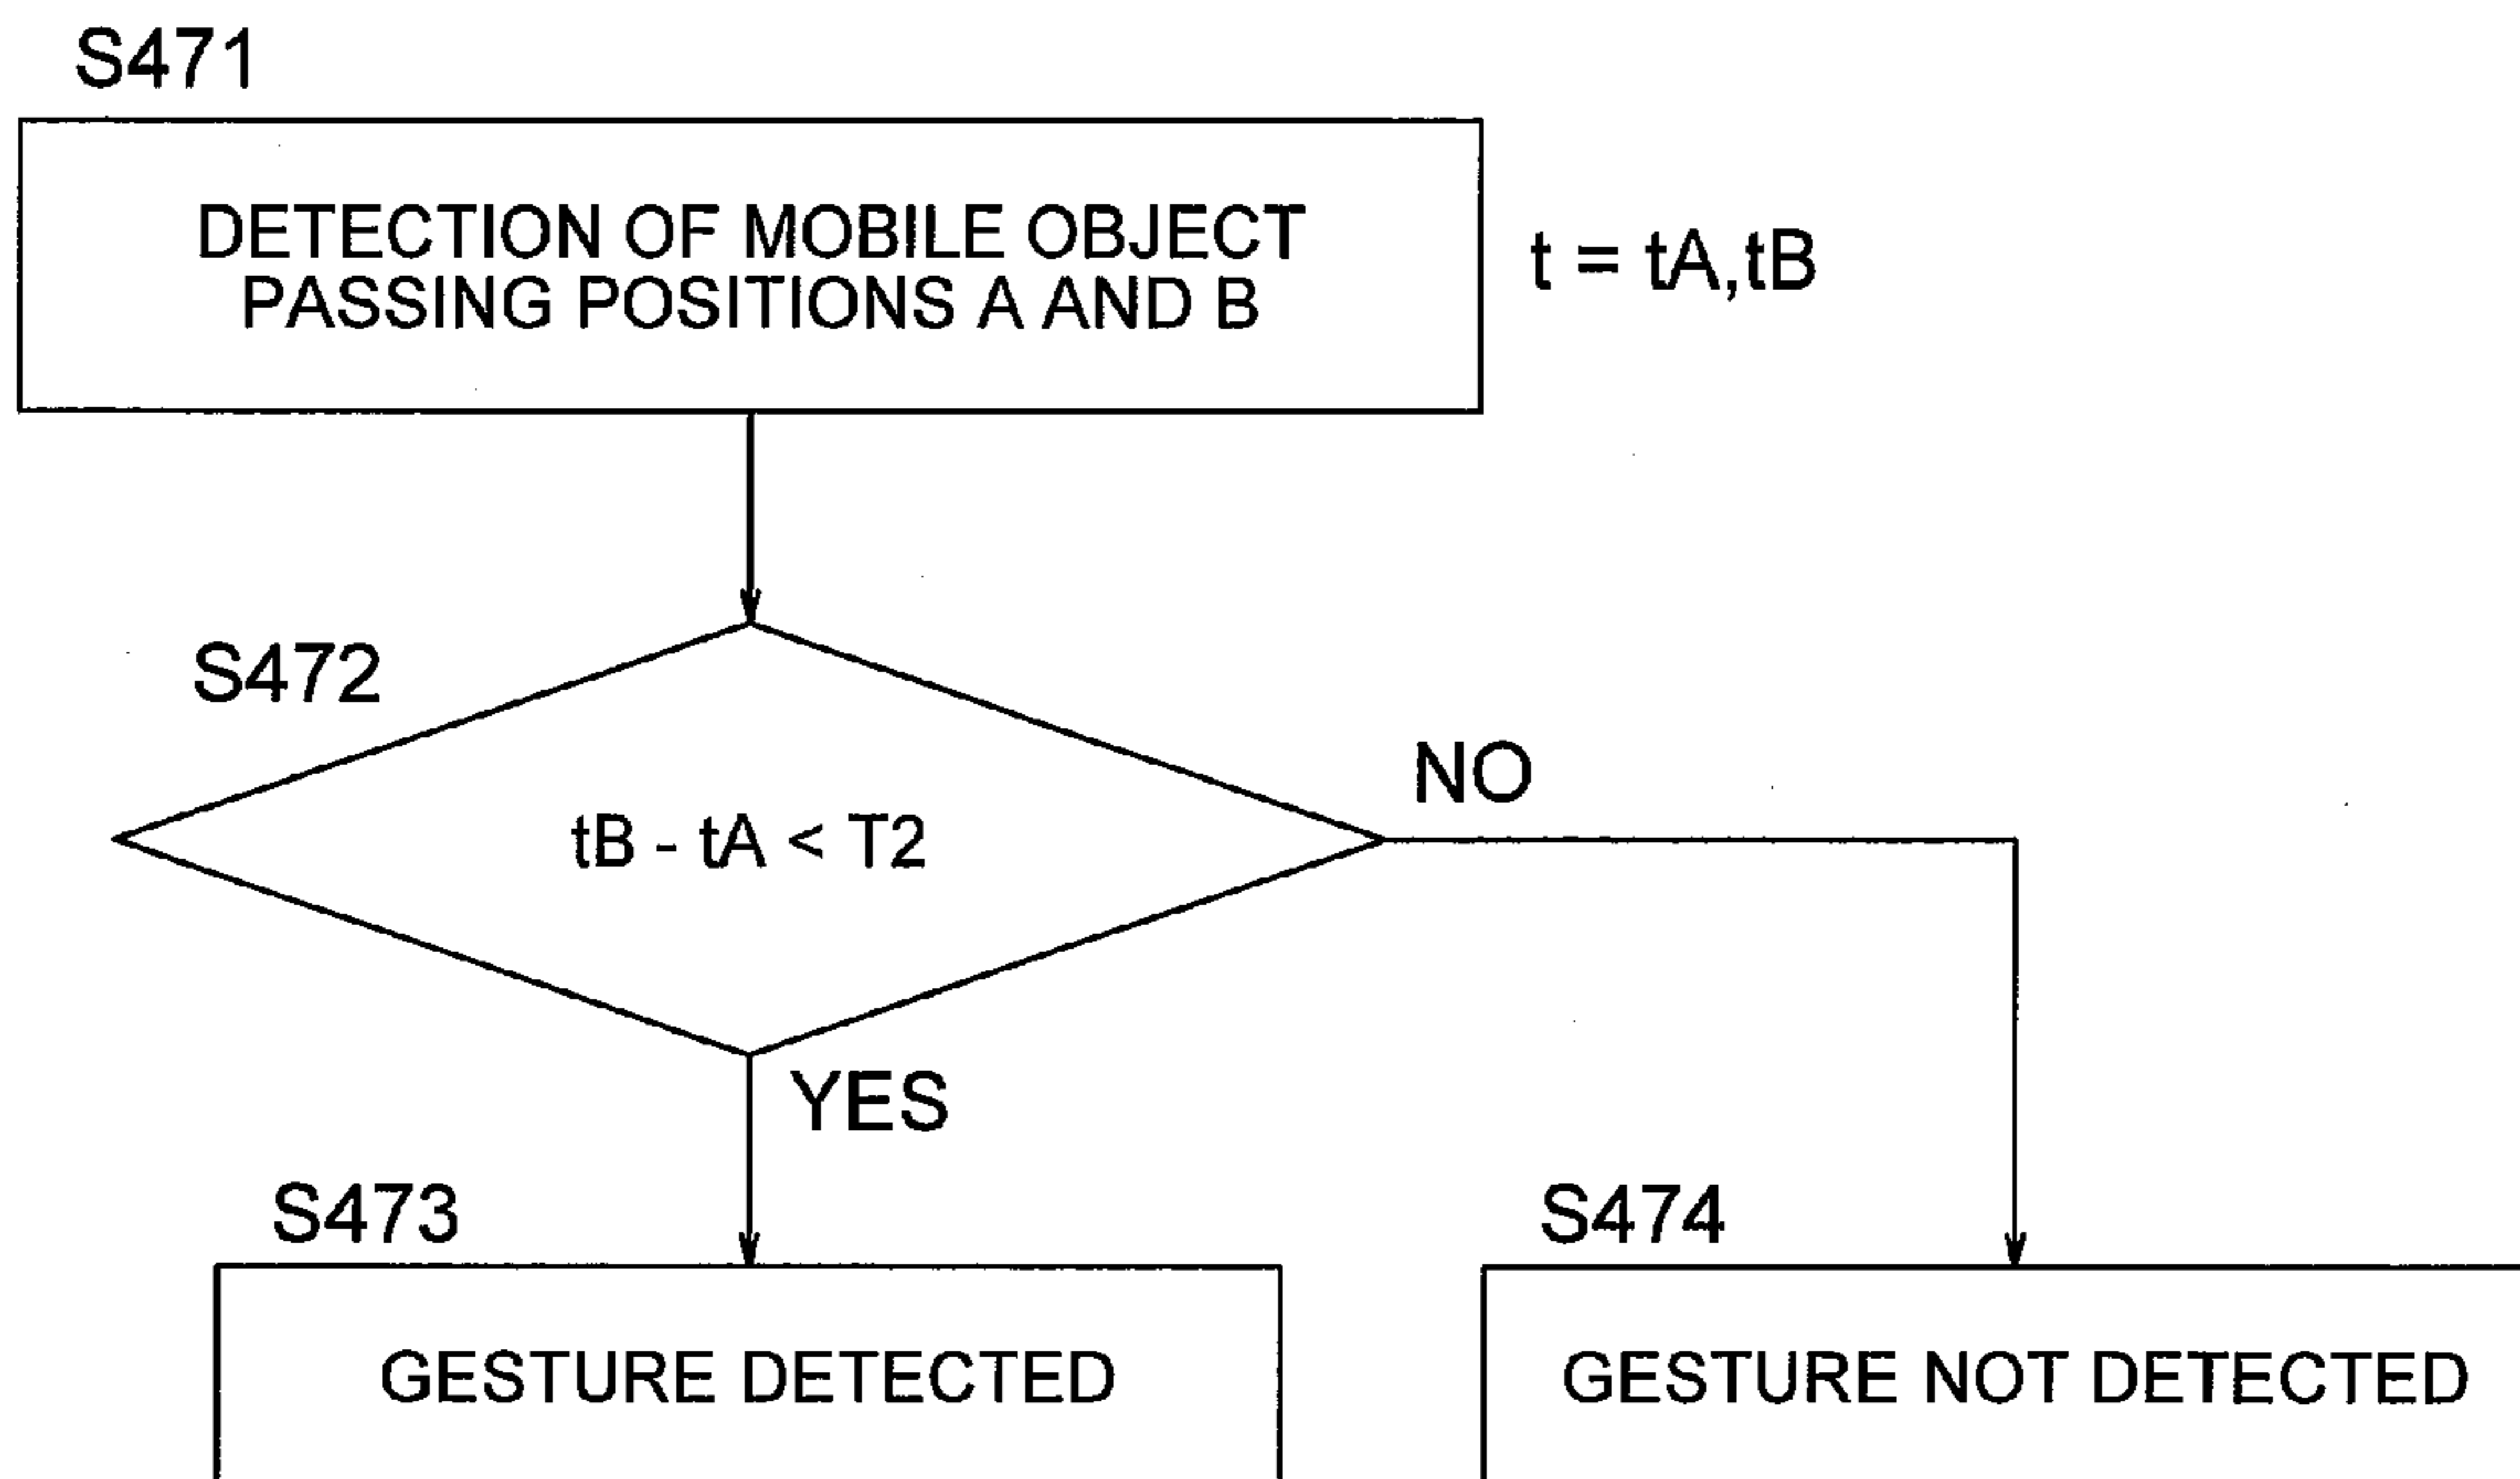 S471
DETECTION OF MOBILE OBJECT
PASSING POSITIONS A AND B
t = tA,tB
S472
tB - tA < T2
NO
YES
S473
S474
GESTURE DETECTED
GESTURE NOT DETECTED